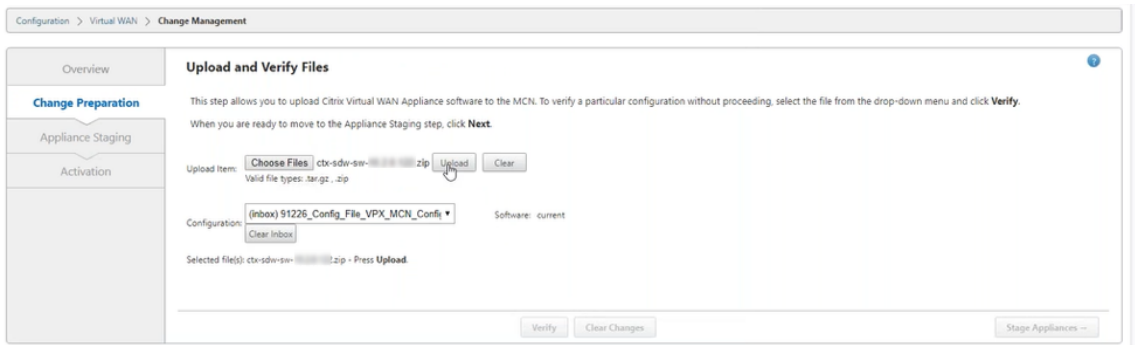 Configuration > Virtual WAN > Change Management
Overview
Change Preparation
Appliance Staging
Activation
Upload and Verify Files
?
This step allows you to upload Citrix Virtual WAN Appliance software to the MCN. To verify a particular configuration without proceeding, select the file from the drop-down menu and click Verify.
When you are ready to move to the Appliance Staging step, click Next.
Upload Item: Choose Files ctx-sdw-sw- zip Upload Clear
Valid file types: .tar.gz , .zip
Configuration: (inbox) 91226_Config_File_VPX_MCN_Config Software: current
Clear Inbox
Selected file(s): ctx-sdw-sw- .zip - Press Upload.
Verify Clear Changes Stage Appliances